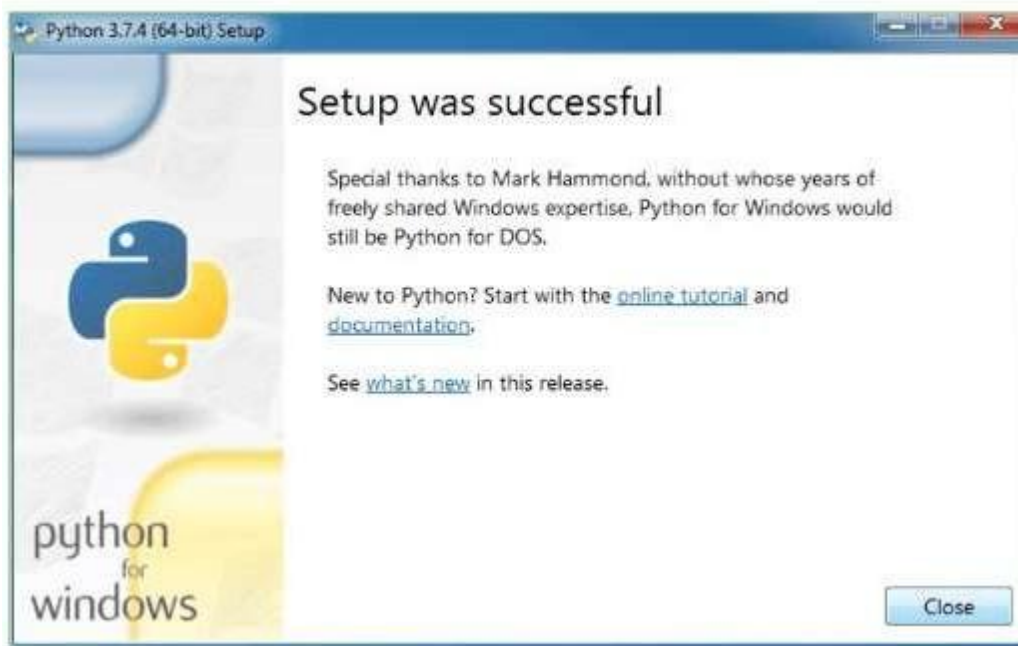 Python 3.7.4 (64-bit) Setup
Setup was successful
Special thanks to Mark Hammond, without whose years of
freely shared Windows expertise, Python for Windows would
still be Python for DOS.
New to Python? Start with the online tutorial and
documentation.
See what's new in this release.
python
for
windows
Close